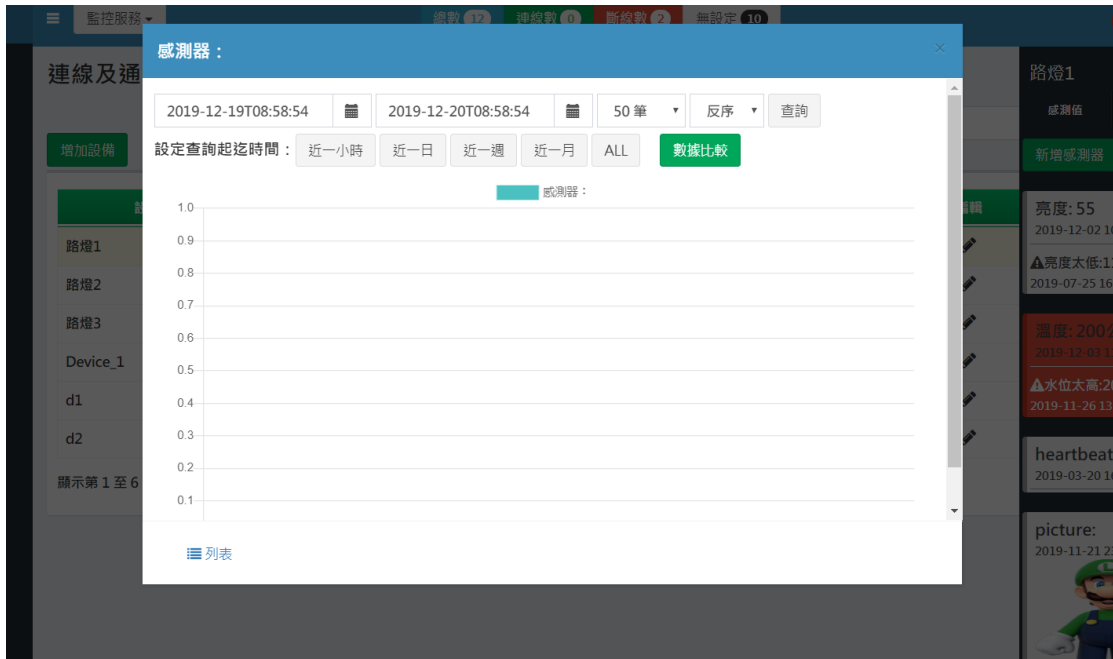 監控服務
總數 12 連線數 0 斷線數 2 無設定 10
連線及通
增加設備
路燈1
路燈2
路燈3
Device_1
d1
d2
顯示第 1 至 6
感測器：
×
2019-12-19T08:58:54 2019-12-20T08:58:54 50 筆 反序 查詢
設定查詢起迄時間： 近一小時 近一日 近一週 近一月 ALL 數據比較
感測器：
1.0
0.9
0.8
0.7
0.6
0.5
0.4
0.3
0.2
0.1
列表
路燈1
感測值
新增感測器
亮度: 55
2019-12-02 1
亮度太低:1
2019-07-25 16
溫度: 200
2019-12-03 1
水位太高:2
2019-11-26 13
heartbeat
2019-03-20 1
picture:
2019-11-21 2